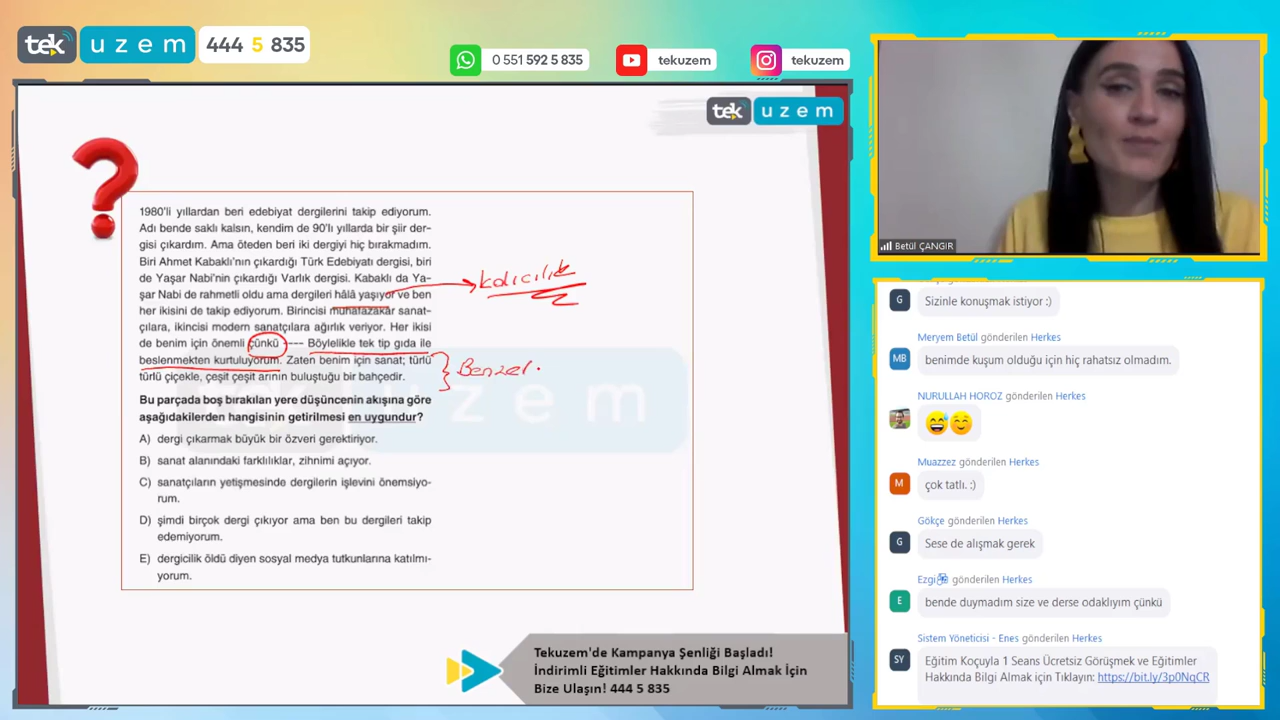 tek
uzem
444 5 835
0 551 592 5 835
tekuzem
tekuzem
tek
uzem
1980'li yıllardan beri edebiyat dergilerini takip ediyorum.
Adı bende saklı kalsın, kendim de 90'lı yıllarda bir şiir der-
gisi çıkardım. Ama öteden beri iki dergiyi hiç bırakmadım.
Biri Ahmet Kabaklı'nın çıkardığı Türk Edebiyatı dergisi, biri
de Yaşar Nabi'nin çıkardığı Varlık dergisi. Kabaklı da Ya-
şar Nabi de rahmetli oldu ama dergileri hâlâ yaşıyor ve ben
her ikisini de takip ediyorum. Birincisi muhafazakâr sanat-
çılara, ikincisi modern sanatçılara ağırlık veriyor. Her ikisi
de benim için önemli çünkü ---- Böylelikle tek tip gıda ile
beslenmekten kurtuluyorum. Zaten benim için sanat; türlü
türlü çiçekle, çeşit çeşit arının buluştuğu bir bahçedir.
kalıcılık
Benzet.
Bu parçada boş bırakılan yere düşüncenin akışına göre
aşağıdakilerden hangisinin getirilmesi en uygundur?
A) dergi çıkarmak büyük bir özveri gerektiriyor.
B) sanat alanındaki farklılıklar, zihnimi açıyor.
C) sanatçıların yetişmesinde dergilerin işlevini önemsiyo-
rum.
D) şimdi birçok dergi çıkıyor ama ben bu dergileri takip
edemiyorum.
E) dergicilik öldü diyen sosyal medya tutkunlarına katılmı-
yorum.
uzem
Tekuzem'de Kampanya Şenliği Başladı!
İndirimli Eğitimler Hakkında Bilgi Almak İçin
Bize Ulaşın! 444 5 835
Betül ÇANGIR
G
Sizinle konuşmak istiyor :)
Meryem Betül gönderilen Herkes
MB
benimde kuşum olduğu için hiç rahatsız olmadım.
NURULLAH HOROZ gönderilen Herkes
Muazzez gönderilen Herkes
M
çok tatlı. :)
Gökçe gönderilen Herkes
G
Sese de alışmak gerek
Ezgi gönderilen Herkes
E
bende duymadım size ve derse odaklıyım çünkü
Sistem Yöneticisi - Enes gönderilen Herkes
SY
Eğitim Koçuyla 1 Seans Ücretsiz Görüşmek ve Eğitimler
Hakkında Bilgi Almak için Tıklayın: https://bit.ly/3p0NqCR